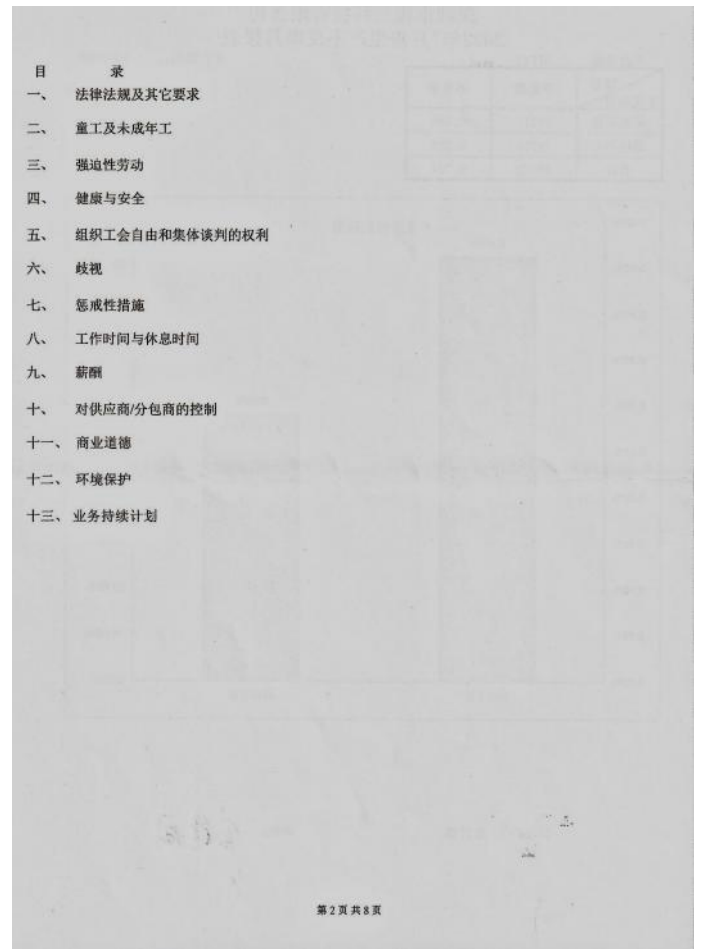 目 录
一、 法律法规及其它要求
二、 童工及未成年工
三、 强迫性劳动
四、 健康与安全
五、 组织工会自由和集体谈判的权利
六、 歧视
七、 惩戒性措施
八、 工作时间与休息时间
九、 薪酬
十、 对供应商/分包商的控制
十一、 商业道德
十二、 环境保护
十三、 业务持续计划
第2页共8页